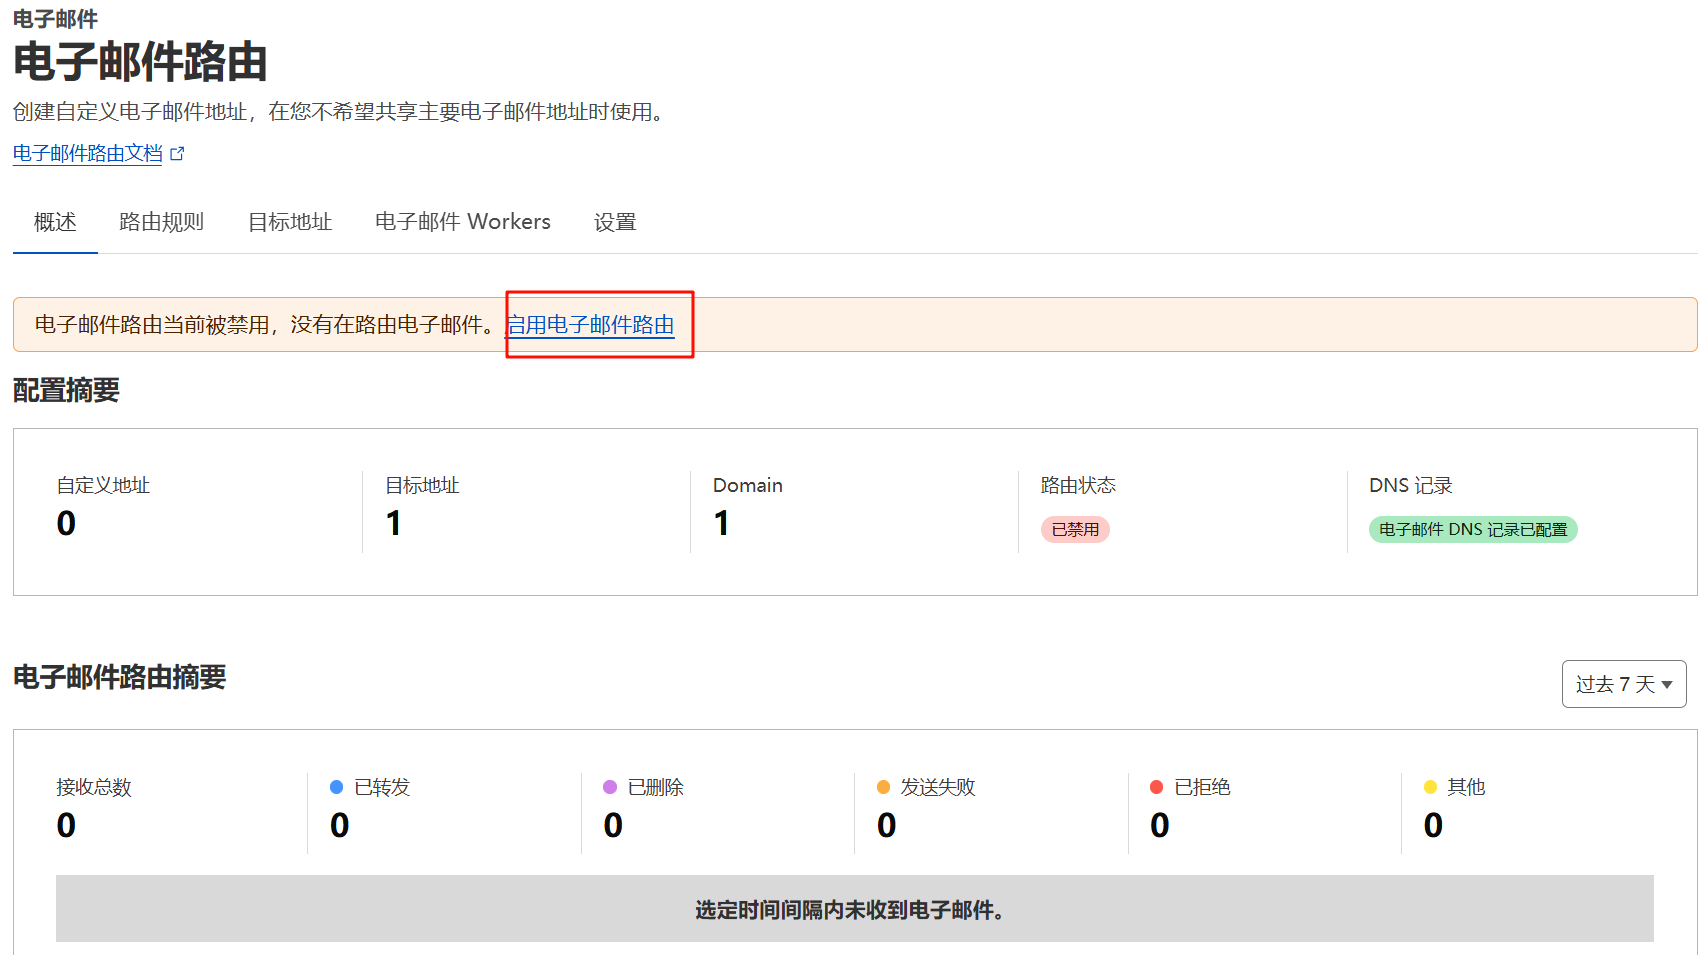 电子邮件
电子邮件路由
创建自定义电子邮件地址，在您不希望共享主要电子邮件地址时使用。
电子邮件路由文档
概述 路由规则 目标地址 电子邮件 Workers 设置
电子邮件路由当前被禁用，没有在路由电子邮件。启用电子邮件路由
配置摘要
自定义地址 目标地址 Domain 路由状态 DNS 记录
0 1 1 已禁用 电子邮件 DNS 记录已配置
电子邮件路由摘要
过去 7 天
接收总数 已转发 已删除 发送失败 已拒绝 其他
0 0 0 0 0 0
选定时间间隔内未收到电子邮件。